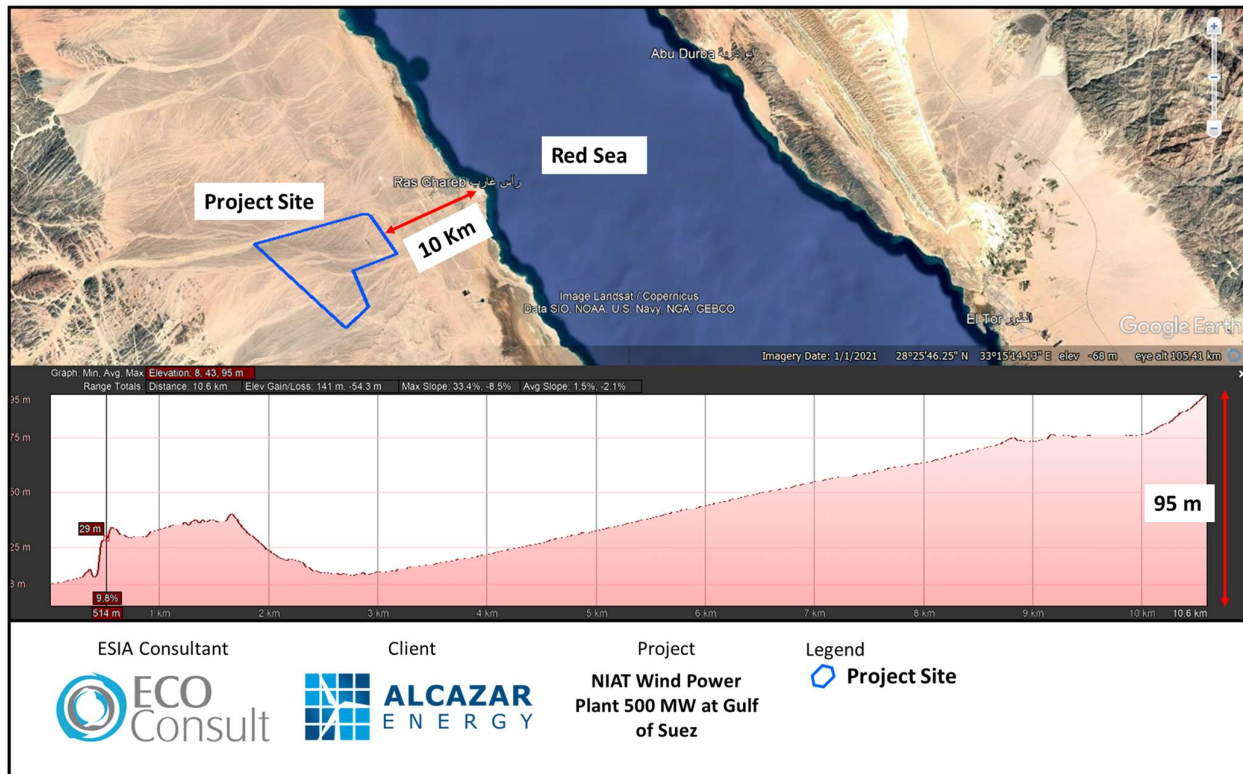 Abu Durba أبو دربة
Red Sea
Ras Ghareb رأس غارب
Project Site
10 Km
Image Landsat / Copernicus
Data SIO, NOAA, U.S. Navy, NGA, GEBCO
El Tor الطور
Google Earth
Imagery Date: 1/1/2021 28°25'46.25" N 33°15'14.13" E elev -68 m eye alt 105.41 km
Graph: Min, Avg, Max Elevation: 8, 43, 95 m
Range Totals: Distance: 10.6 km Elev Gain/Loss: 141 m, -54.3 m Max Slope: 33.4%, -8.5% Avg Slope: 1.5%, -2.1%
95 m
75 m
50 m
29 m
25 m
8 m
95 m
9.8%
514 m 1 km 2 km 3 km 4 km 5 km 6 km 7 km 8 km 9 km 10 km 10.6 km
ESIA Consultant
ECO
Consult
Client
ALCAZAR
ENERGY
Project
NIAT Wind Power
Plant 500 MW at Gulf
of Suez
Legend
Project Site